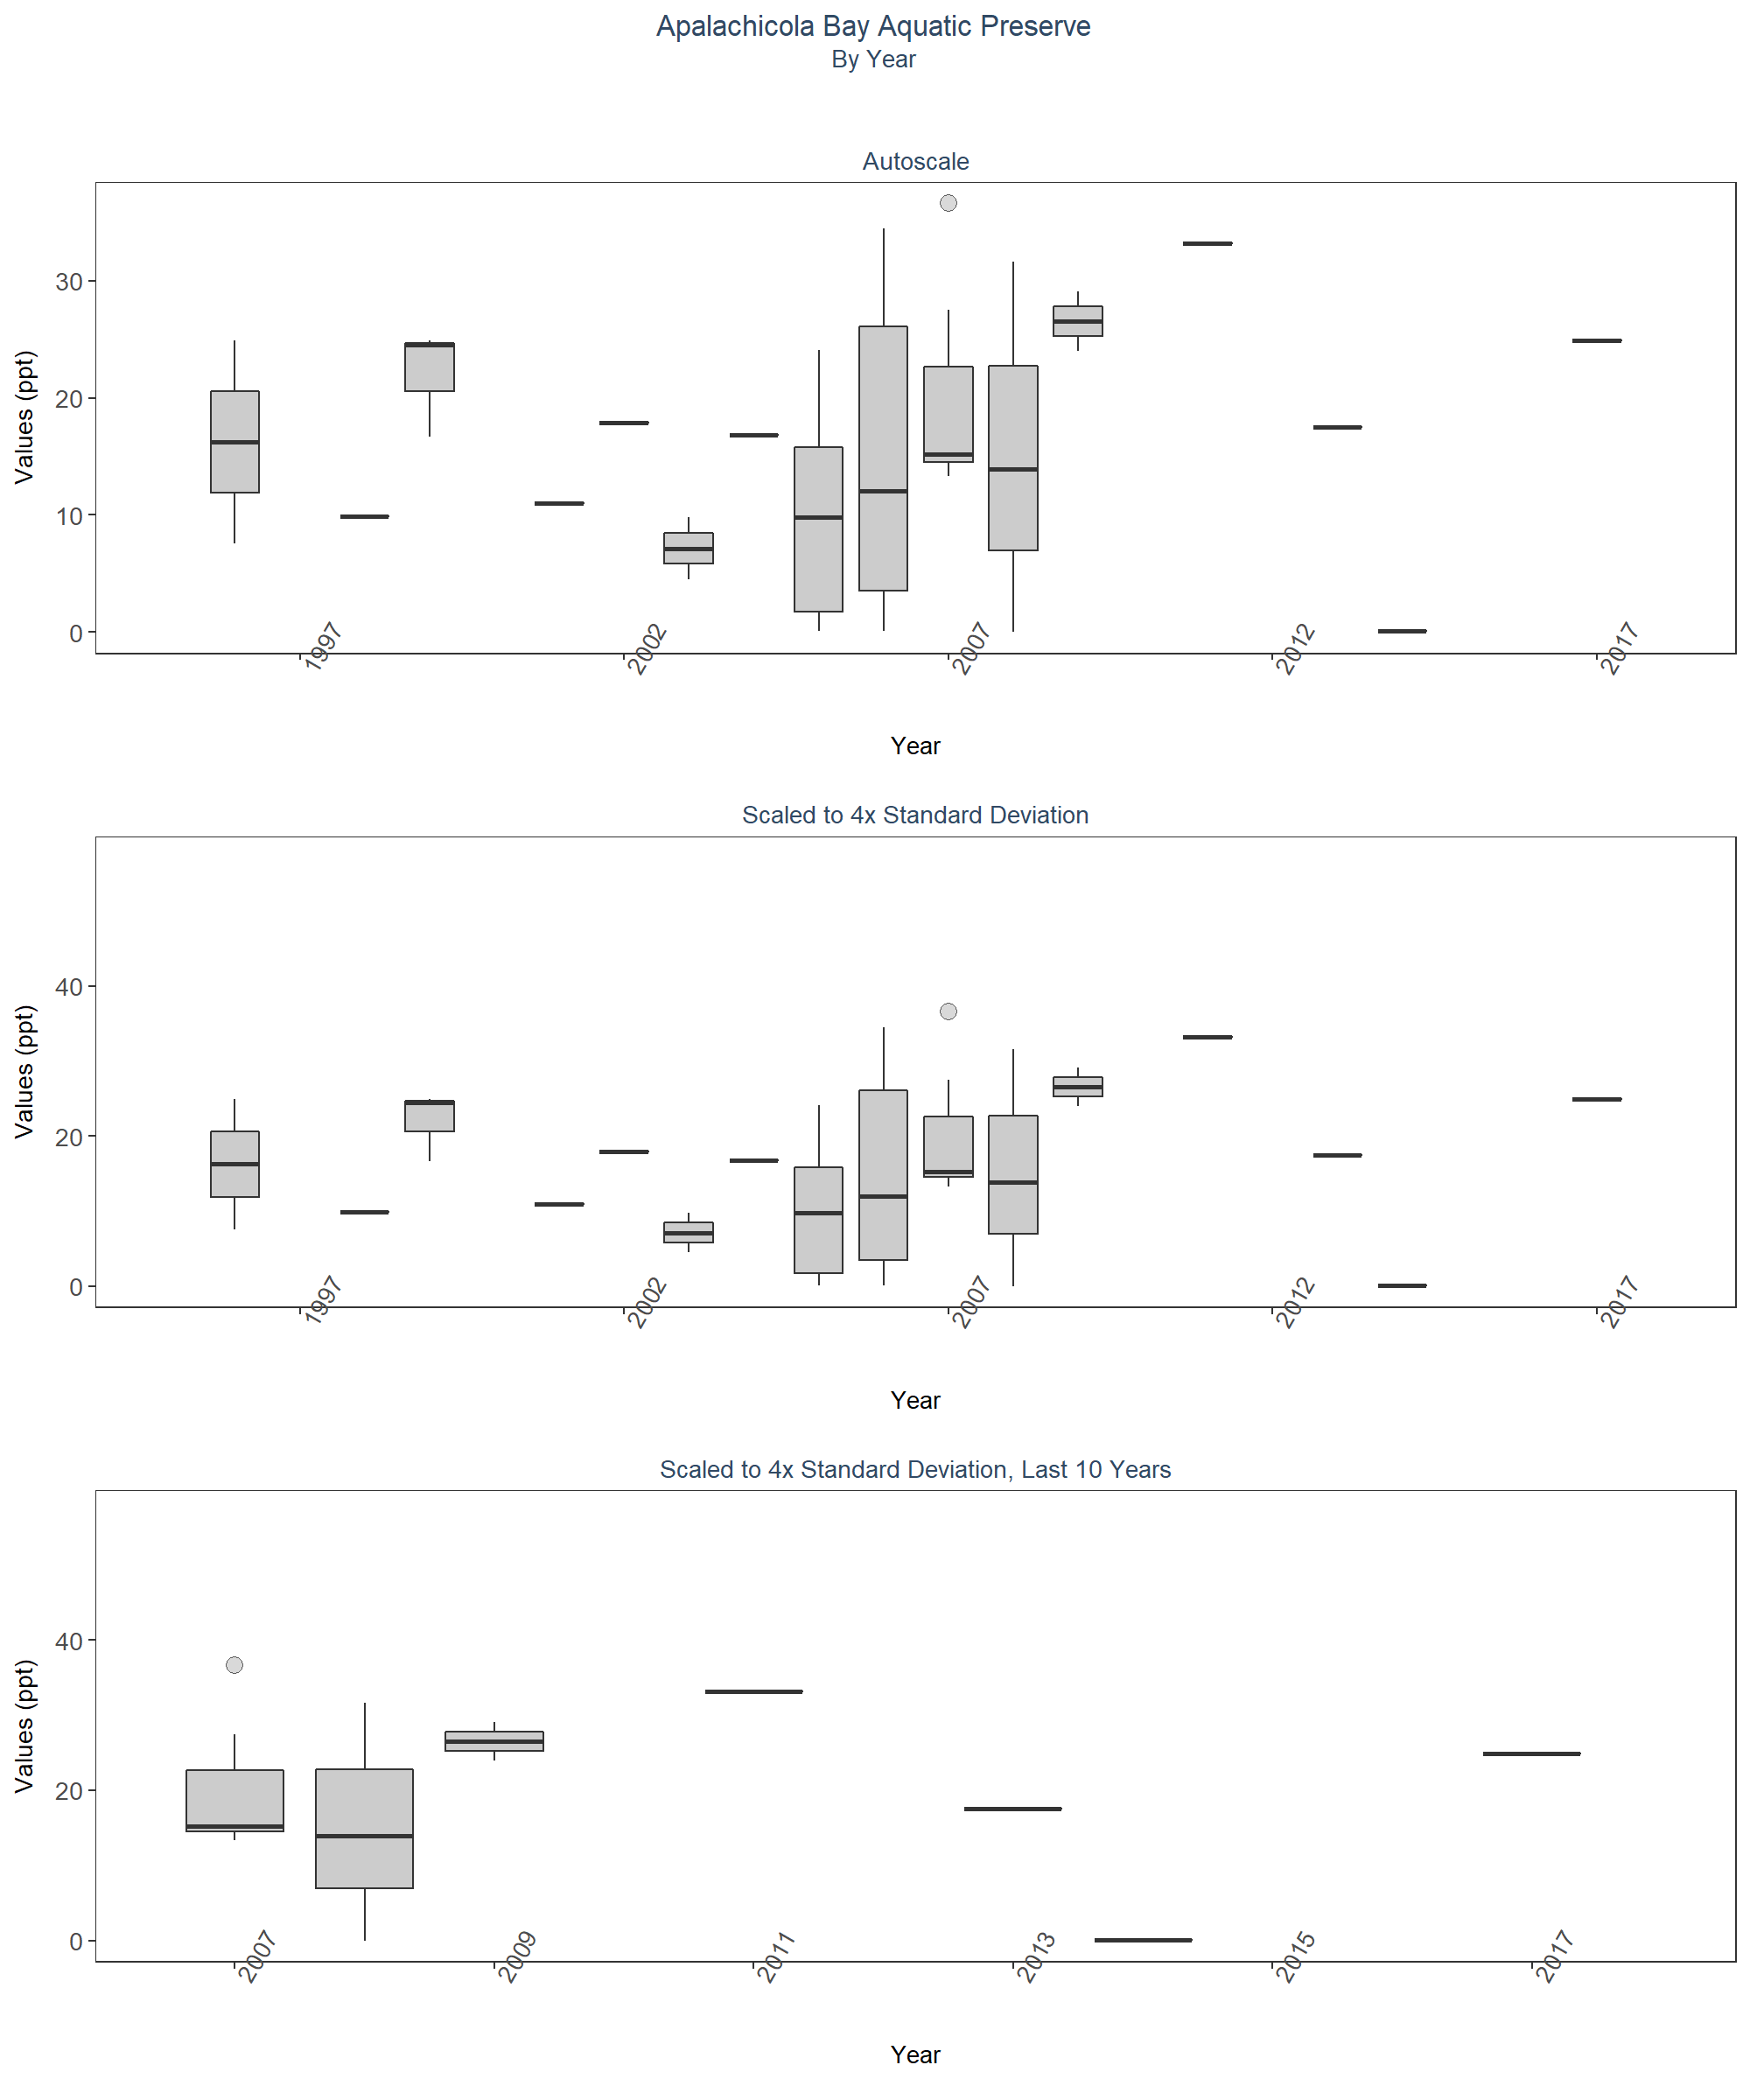 Apalachicola Bay Aquatic Preserve
By Year
Autoscale
Values (ppt)
30
20
10
0
1997
2002
2007
2012
2017
Year
Scaled to 4x Standard Deviation
Values (ppt)
40
20
0
1997
2002
2007
2012
2017
Year
Scaled to 4x Standard Deviation, Last 10 Years
Values (ppt)
40
20
0
2007
2009
2011
2013
2015
2017
Year